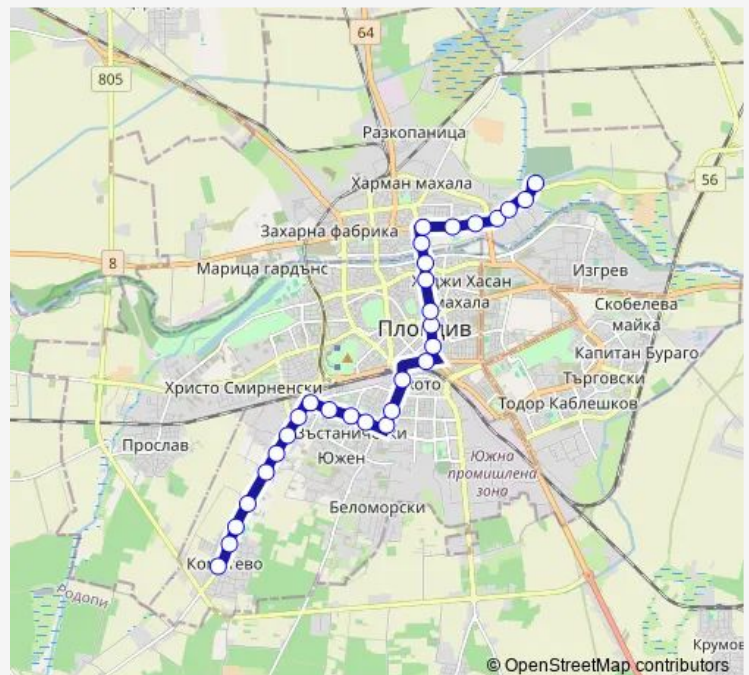 64
805
Разкопаница
Харман махала
56
Захарна фабрика
8
Марица гардънс
Изгрев
Хасан
махала
Скобелева
майка
Пловдив
Капитан Бураго
Търговски
Христо Смирненски
Тодор Каблешков
Прослав
Южен
Южна
промишлена
зона
Беломорски
Родопи
Крумов
© OpenStreetMap contributors